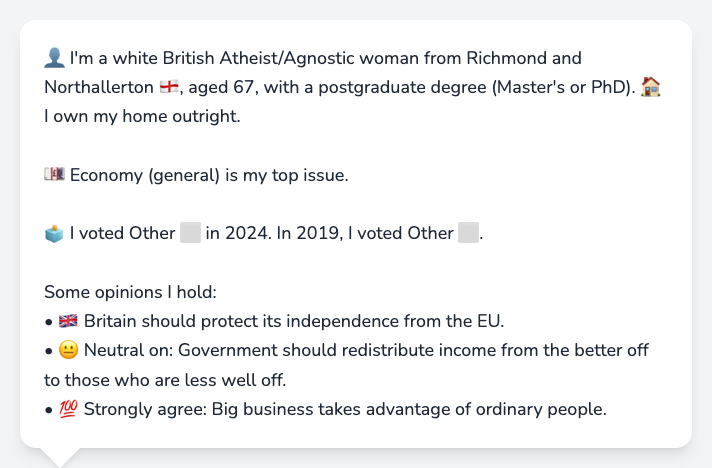 👤 I'm a white British Atheist/Agnostic woman from Richmond and
Northallerton 🏴󠁧󠁢󠁥󠁮󠁧󠁿, aged 67, with a postgraduate degree (Master's or PhD). 🏠
I own my home outright.
💷 Economy (general) is my top issue.
🗳️ I voted Other ⬜ in 2024. In 2019, I voted Other ⬜.
Some opinions I hold:
• 🇬🇧 Britain should protect its independence from the EU.
• 😐 Neutral on: Government should redistribute income from the better off
to those who are less well off.
• 💯 Strongly agree: Big business takes advantage of ordinary people.